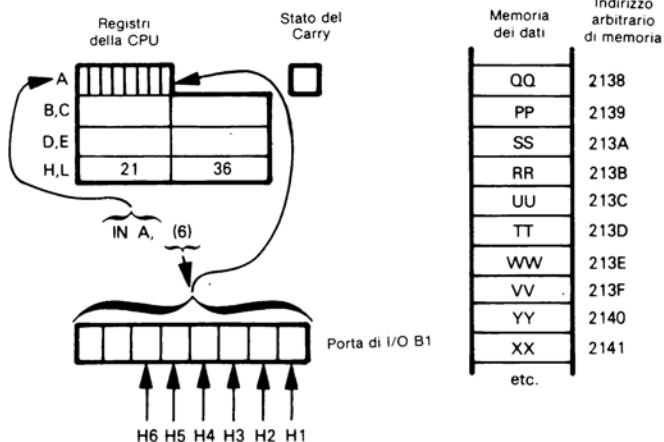 Registri
della CPU
Stato del
Carry
A
B,C
D,E
H,L
21
36
IN A, (6)
Porta di I/O B1
H6 H5 H4 H3 H2 H1
Memoria
dei dati
Indirizzo
arbitrario
di memoria
QQ 2138
PP 2139
SS 213A
RR 213B
UU 213C
TT 213D
WW 213E
VV 213F
YY 2140
XX 2141
etc.